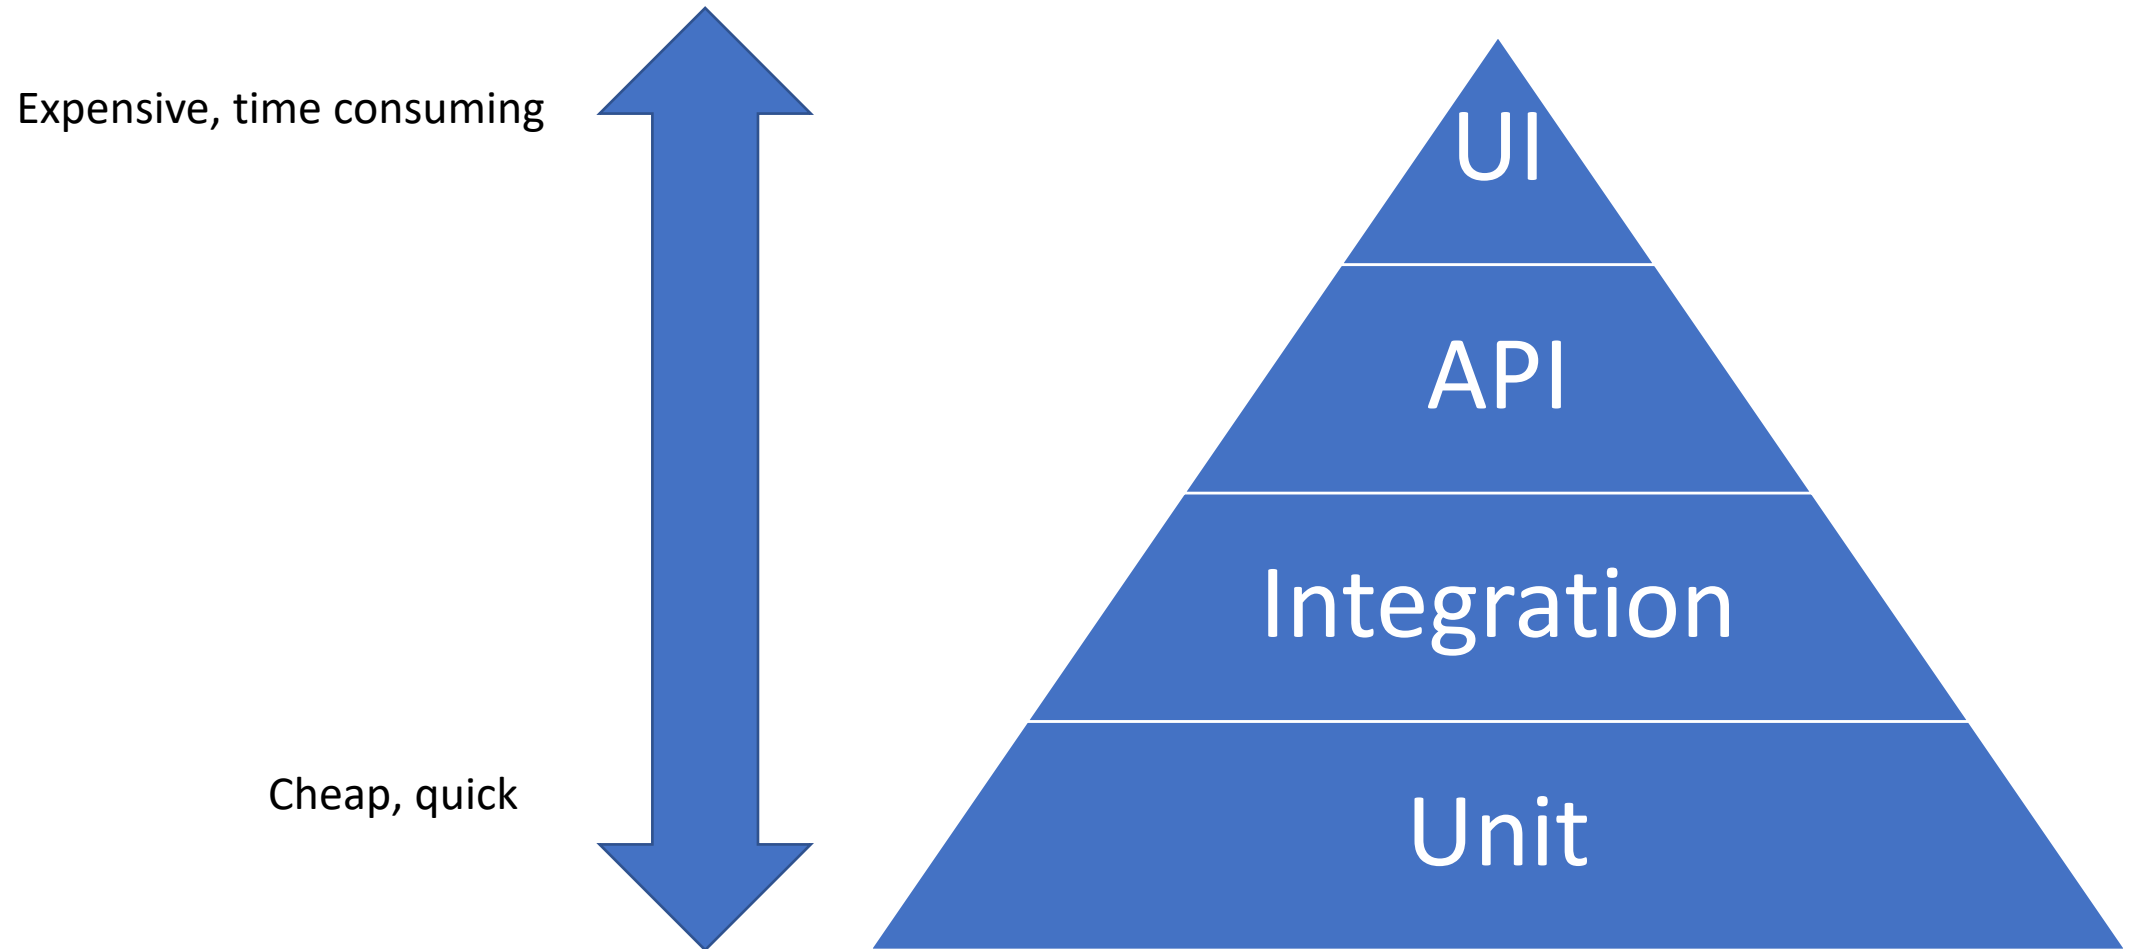 Expensive, time consuming
UI
API
Integration
Cheap, quick
Unit